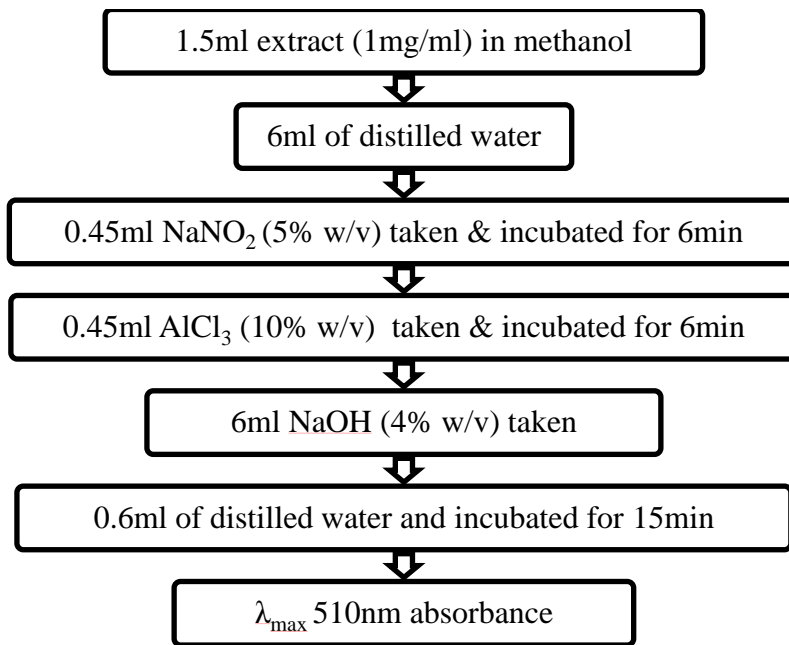 1.5ml extract (1mg/ml) in methanol
6ml of distilled water
0.45ml NaNO₂ (5% w/v) taken & incubated for 6min
0.45ml AlCl₃ (10% w/v) taken & incubated for 6min
6ml NaOH (4% w/v) taken
0.6ml of distilled water and incubated for 15min
λmax 510nm absorbance